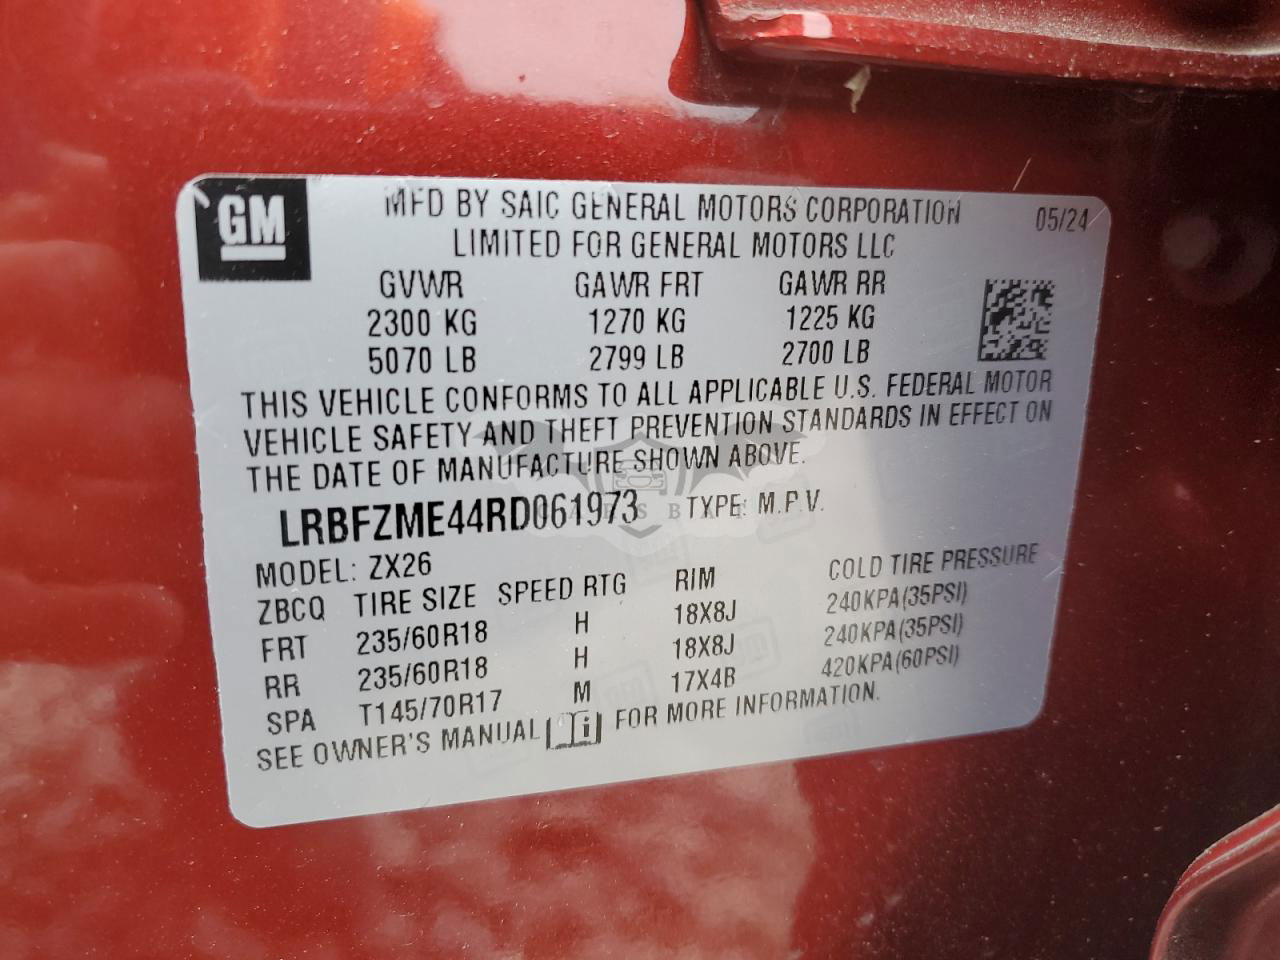 GM
MFD BY SAIC GENERAL MOTORS CORPORATION 05/24
LIMITED FOR GENERAL MOTORS LLC
GVWR GAWR FRT GAWR RR
2300 KG 1270 KG 1225 KG
5070 LB 2799 LB 2700 LB
THIS VEHICLE CONFORMS TO ALL APPLICABLE U.S. FEDERAL MOTOR
VEHICLE SAFETY AND THEFT PREVENTION STANDARDS IN EFFECT ON
THE DATE OF MANUFACTURE SHOWN ABOVE.
LRBFZME44RD061973 TYPE: M.P.V.
MODEL: ZX26
ZBCQ TIRE SIZE SPEED RTG RIM COLD TIRE PRESSURE
FRT 235/60R18 H 18X8J 240KPA(35PSI)
RR 235/60R18 H 18X8J 240KPA(35PSI)
SPA T145/70R17 M 17X4B 420KPA(60PSI)
SEE OWNER'S MANUAL FOR MORE INFORMATION.